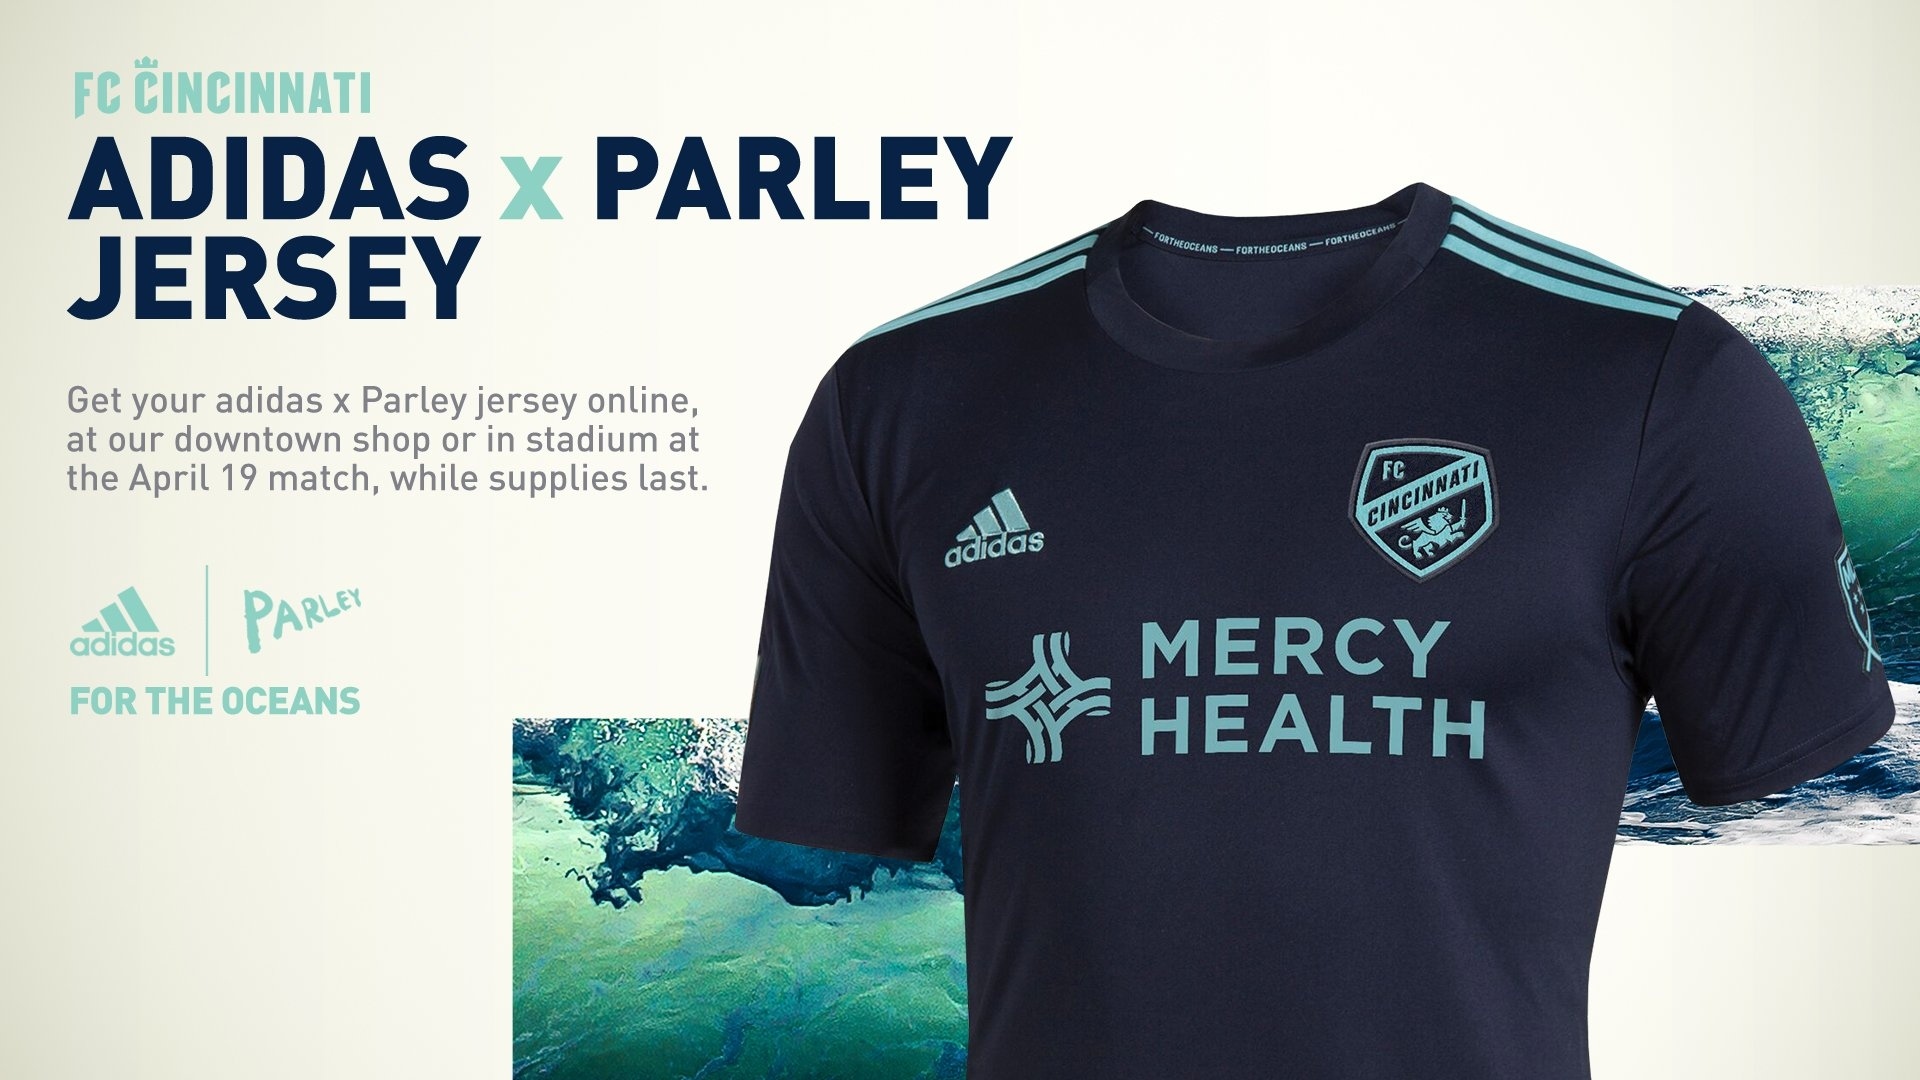 FC CINCINNATI
ADIDAS x PARLEY
JERSEY
Get your adidas x Parley jersey online,
at our downtown shop or in stadium at
the April 19 match, while supplies last.
adidas
PARLEY
FOR THE OCEANS
FORTHEOCEANS — FORTHEOCEANS — FORTHEOCEANS
adidas
FC
CINCINNATI
MERCY
HEALTH